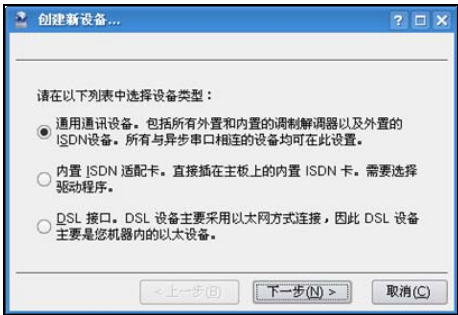 创建新设备...
请在以下列表中选择设备类型：
通用通讯设备。包括所有外置和内置的调制解调器以及外置的
ISDN设备。所有与异步串口相连的设备均可在此设置。
内置 ISDN 适配卡。直接插在主板上的内置 ISDN 卡。需要选择
驱动程序。
DSL 接口。DSL 设备主要采用以太网方式连接，因此 DSL 设备
主要是您机器内的以太设备。
< 上一步(B) 下一步(N) > 取消(C)